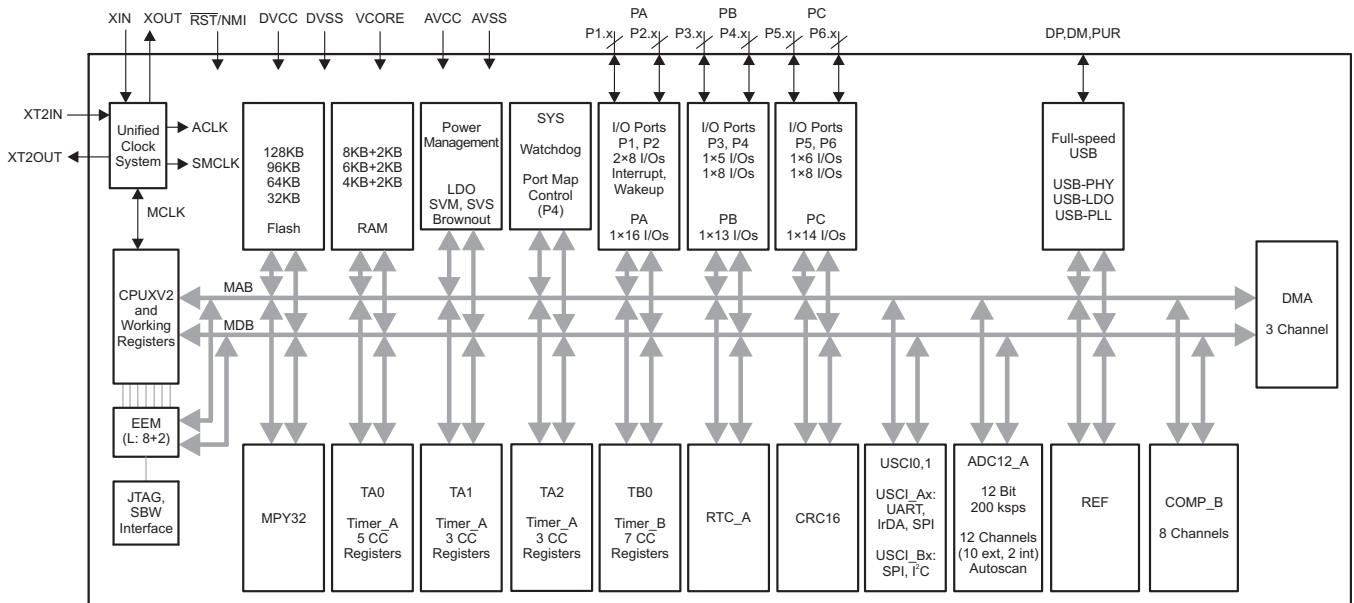 XIN
XOUT
RST/NMI
DVCC
DVSS
VCORE
AVCC
AVSS
PA
P1.x
P2.x
PB
P3.x
P4.x
PC
P5.x
P6.x
DP,DM,PUR
XT2IN
XT2OUT
Unified
Clock
System
ACLK
SMCLK
MCLK
128KB
96KB
64KB
32KB
Flash
8KB+2KB
6KB+2KB
4KB+2KB
RAM
Power
Management
LDO
SVM, SVS
Brownout
SYS
Watchdog
Port Map
Control
(P4)
I/O Ports
P1, P2
2×8 I/Os
Interrupt,
Wakeup
PA
1×16 I/Os
I/O Ports
P3, P4
1×5 I/Os
1×8 I/Os
PB
1×13 I/Os
I/O Ports
P5, P6
1×6 I/Os
1×8 I/Os
PC
1×14 I/Os
Full-speed
USB
USB-PHY
USB-LDO
USB-PLL
CPUXV2
and
Working
Registers
MAB
MDB
DMA
3 Channel
EEM
(L: 8+2)
JTAG,
SBW
Interface
MPY32
TA0
Timer_A
5 CC
Registers
TA1
Timer_A
3 CC
Registers
TA2
Timer_A
3 CC
Registers
TB0
Timer_B
7 CC
Registers
RTC_A
CRC16
USCI0,1
USCI_Ax:
UART,
IrDA, SPI
USCI_Bx:
SPI, I²C
ADC12_A
12 Bit
200 ksps
12 Channels
(10 ext, 2 int)
Autoscan
REF
COMP_B
8 Channels